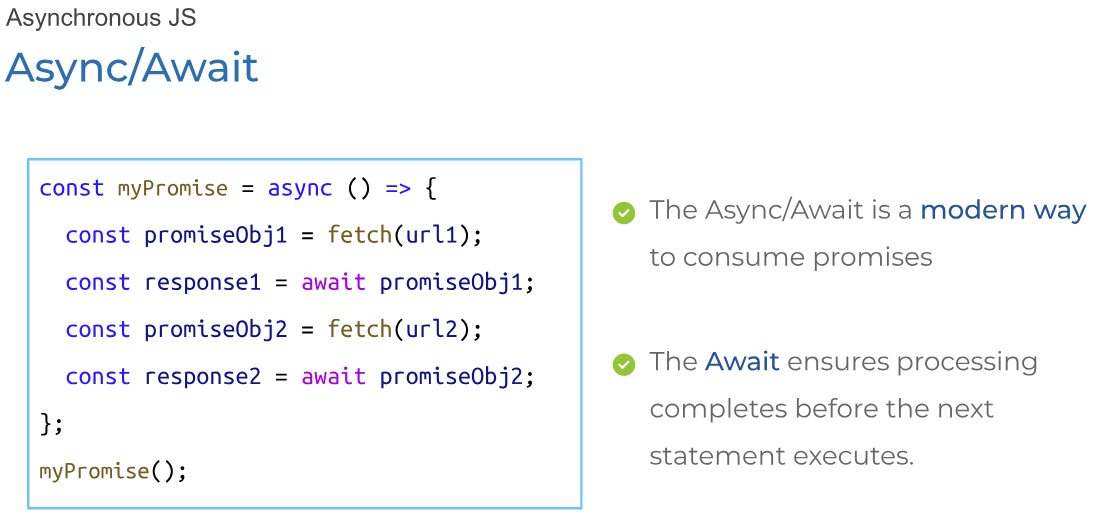 Asynchronous JS
Async/Await
const myPromise = async () => {
  const promiseObj1 = fetch(url1);
  const response1 = await promiseObj1;
  const promiseObj2 = fetch(url2);
  const response2 = await promiseObj2;
};
myPromise();
The Async/Await is a modern way
to consume promises
The Await ensures processing
completes before the next
statement executes.